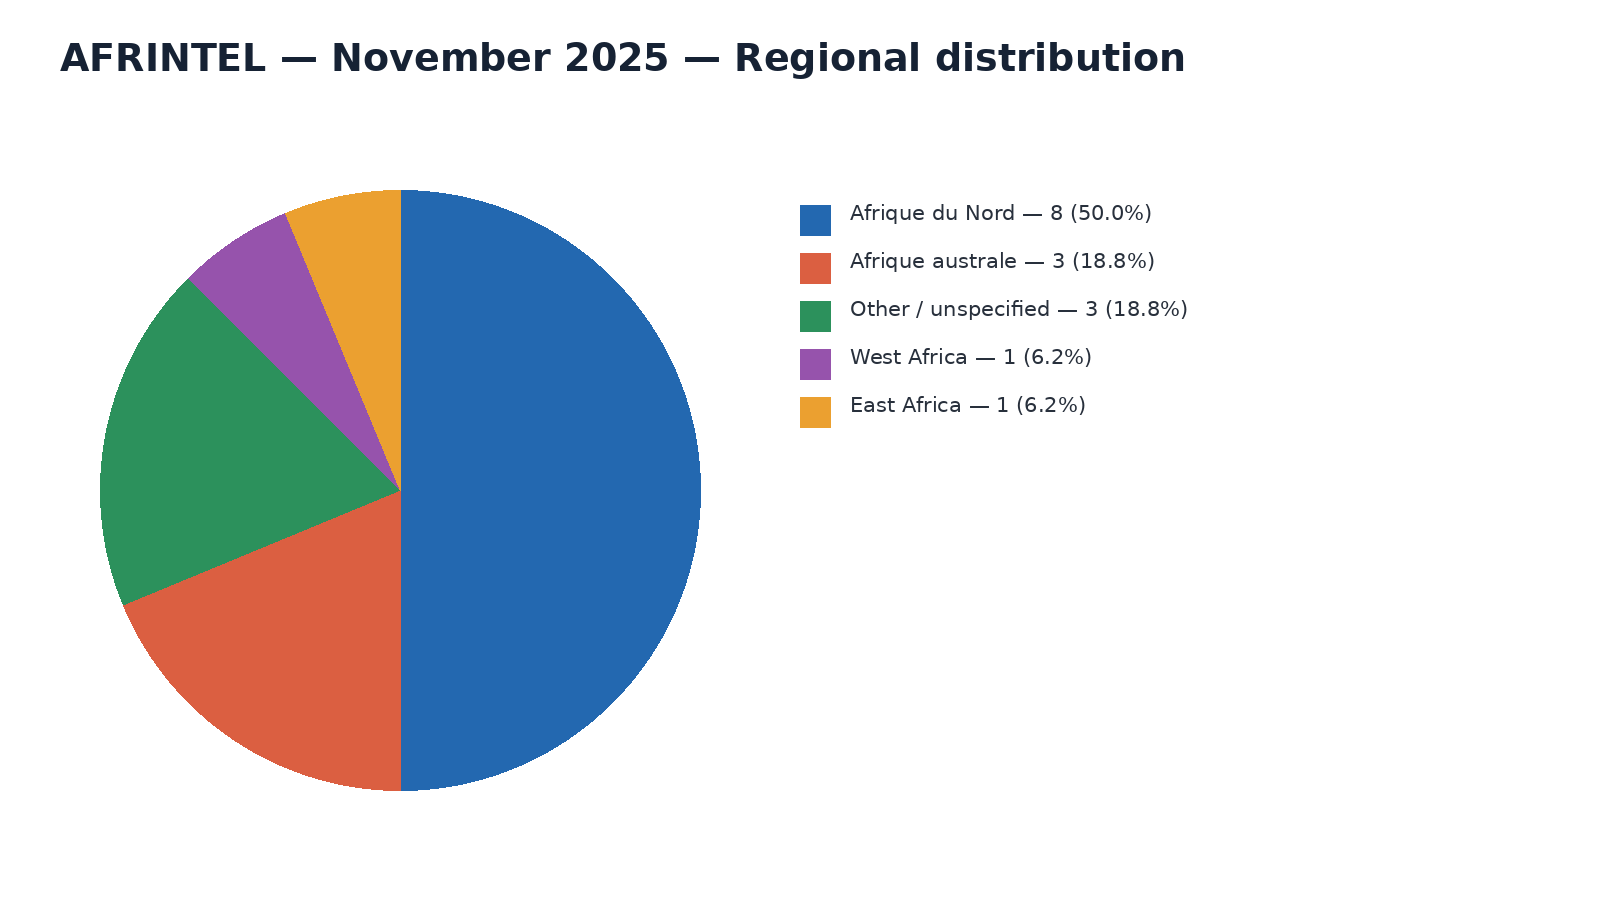 AFRINTEL — November 2025 — Regional distribution
Afrique du Nord — 8 (50.0%)
Afrique australe — 3 (18.8%)
Other / unspecified — 3 (18.8%)
West Africa — 1 (6.2%)
East Africa — 1 (6.2%)